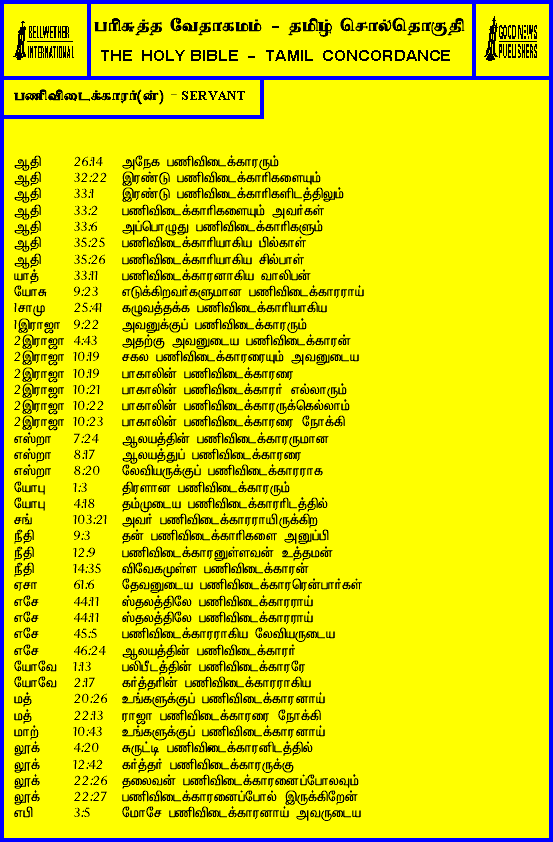 BELLWETHER
INTERNATIONAL
பரிசுத்த வேதாகமம் – தமிழ் சொல்தொகுதி
THE HOLY BIBLE – TAMIL CONCORDANCE
GOOD NEWS
PUBLISHERS
பணிவிடைக்காரர்(ன்) – SERVANT
ஆதி 26:14 அநேக பணிவிடைக்காரரும்
ஆதி 32:22 இரண்டு பணிவிடைக்காரிகளையும்
ஆதி 33:1 இரண்டு பணிவிடைக்காரிகளிடத்திலும்
ஆதி 33:2 பணிவிடைக்காரிகளையும் அவர்கள்
ஆதி 33:6 அப்பொழுது பணிவிடைக்காரிகளும்
ஆதி 35:25 பணிவிடைக்காரியாகிய பில்காள்
ஆதி 35:26 பணிவிடைக்காரியாகிய சில்பாள்
யாத் 33:11 பணிவிடைக்காரனாகிய வாலிபன்
யோசு 9:23 எடுக்கிறவர்களுமான பணிவிடைக்காரராய்
1சாமு 25:41 கழுவத்தக்க பணிவிடைக்காரியாகிய
1இராஜா 9:22 அவனுக்குப் பணிவிடைக்காரரும்
2இராஜா 4:43 அதற்கு அவனுடைய பணிவிடைக்காரன்
2இராஜா 10:19 சகல பணிவிடைக்காரரையும் அவனுடைய
2இராஜா 10:19 பாகாலின் பணிவிடைக்காரரை
2இராஜா 10:21 பாகாலின் பணிவிடைக்காரர் எல்லாரும்
2இராஜா 10:22 பாகாலின் பணிவிடைக்காரருக்கெல்லாம்
2இராஜா 10:23 பாகாலின் பணிவிடைக்காரரை நோக்கி
எஸ்றா 7:24 ஆலயத்தின் பணிவிடைக்காரருமான
எஸ்றா 8:17 ஆலயத்துப் பணிவிடைக்காரரை
எஸ்றா 8:20 லேவியருக்குப் பணிவிடைக்காரராக
யோபு 1:3 திரளான பணிவிடைக்காரரும்
யோபு 4:18 தம்முடைய பணிவிடைக்காரரிடத்தில்
சங் 103:21 அவர் பணிவிடைக்காரராயிருக்கிற
நீதி 9:3 தன் பணிவிடைக்காரிகளை அனுப்பி
நீதி 12:9 பணிவிடைக்காரனுள்ளவன் உத்தமன்
நீதி 14:35 விவேகமுள்ள பணிவிடைக்காரன்
ஏசா 61:6 தேவனுடைய பணிவிடைக்காரரென்பார்கள்
எசே 44:11 ஸ்தலத்திலே பணிவிடைக்காரராய்
எசே 44:11 ஸ்தலத்திலே பணிவிடைக்காரராய்
எசே 45:5 பணிவிடைக்காரராகிய லேவியருடைய
எசே 46:24 ஆலயத்தின் பணிவிடைக்காரர்
யோவே 1:13 பலிபீடத்தின் பணிவிடைக்காரரே
யோவே 2:17 கர்த்தரின் பணிவிடைக்காரராகிய
மத் 20:26 உங்களுக்குப் பணிவிடைக்காரனாய்
மத் 22:13 ராஜா பணிவிடைக்காரரை நோக்கி
மாற் 10:43 உங்களுக்குப் பணிவிடைக்காரனாய்
லூக் 4:20 சுருட்டி பணிவிடைக்காரனிடத்தில்
லூக் 12:42 கர்த்தர் பணிவிடைக்காரருக்கு
லூக் 22:26 தலைவன் பணிவிடைக்காரனைப்போலவும்
லூக் 22:27 பணிவிடைக்காரனைப்போல் இருக்கிறேன்
எபி 3:5 மோசே பணிவிடைக்காரனாய் அவருடைய